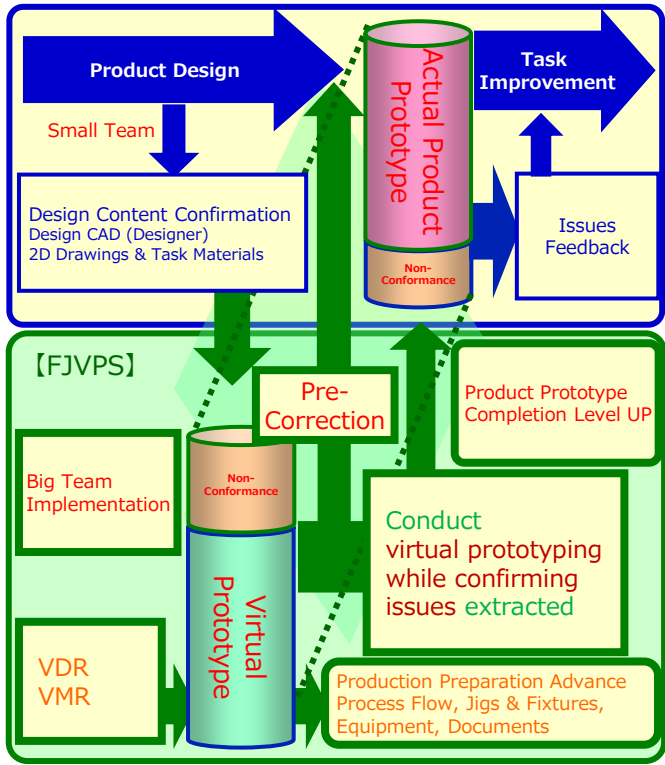 Product Design
Small Team
Design Content Confirmation
Design CAD (Designer)
2D Drawings & Task Materials
Actual Product
Prototype
Non-
Conformance
Task
Improvement
Issues
Feedback
【FJVPS】
Pre-
Correction
Product Prototype
Completion Level UP
Big Team
Implementation
Non-
Conformance
Virtual
Prototype
Conduct
virtual prototyping
while confirming
issues extracted
VDR
VMR
Production Preparation Advance
Process Flow, Jigs & Fixtures,
Equipment, Documents